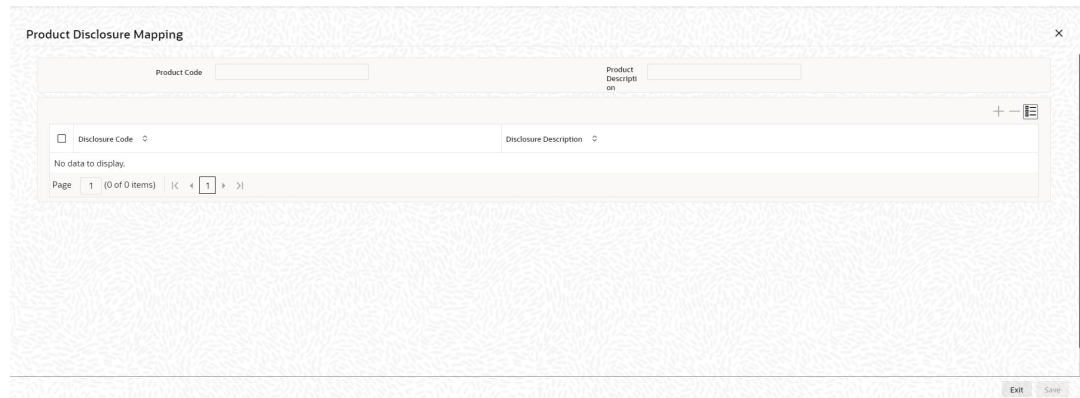 Product Disclosure Mapping
Product Code
Product
Descripti
on
Disclosure Code
Disclosure Description
No data to display.
Page 1 (0 of 0 items) 1
Exit Save